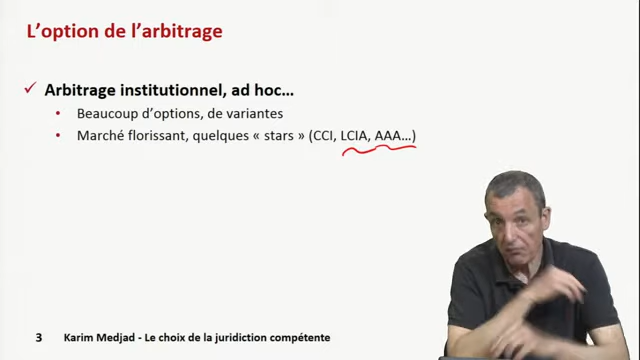 L’option de l’arbitrage
✓ Arbitrage institutionnel, ad hoc…
• Beaucoup d’options, de variantes
• Marché florissant, quelques « stars » (CCI, LCIA, AAA…)
3 Karim Medjad - Le choix de la juridiction compétente